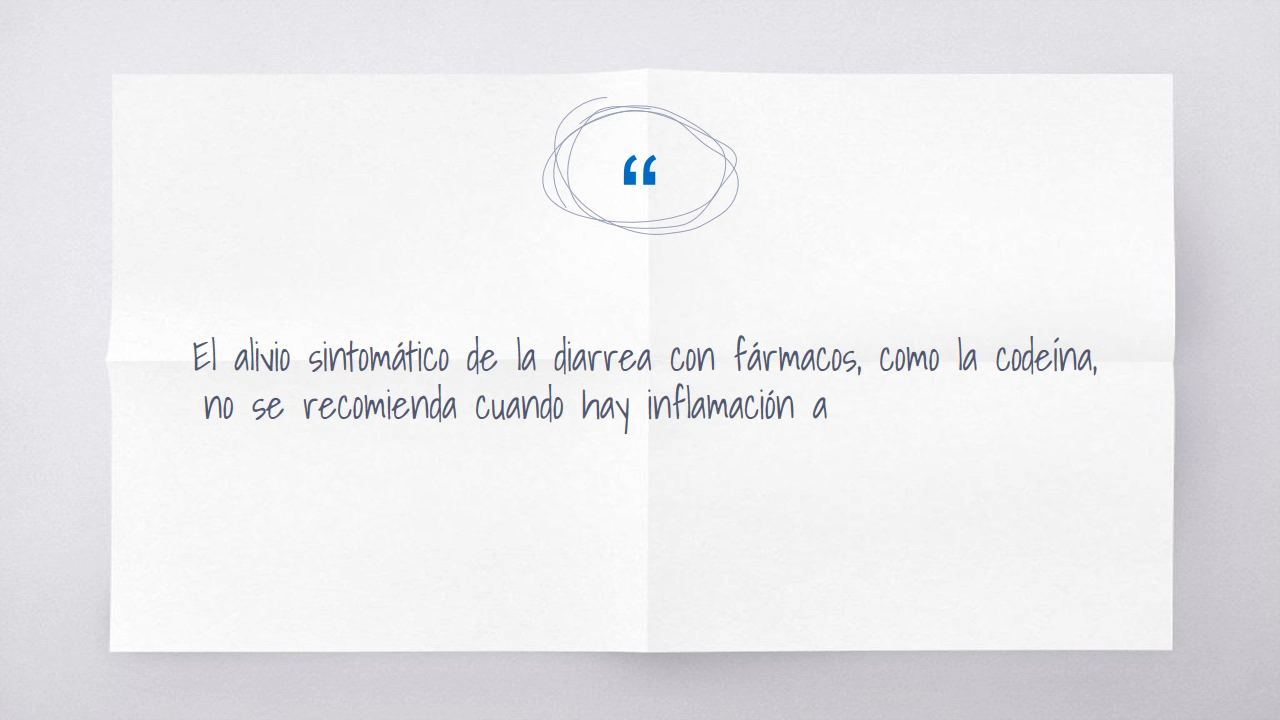 “
El alivio sintomático de la diarrea con fármacos, como la codeína,
no se recomienda cuando hay inflamación a